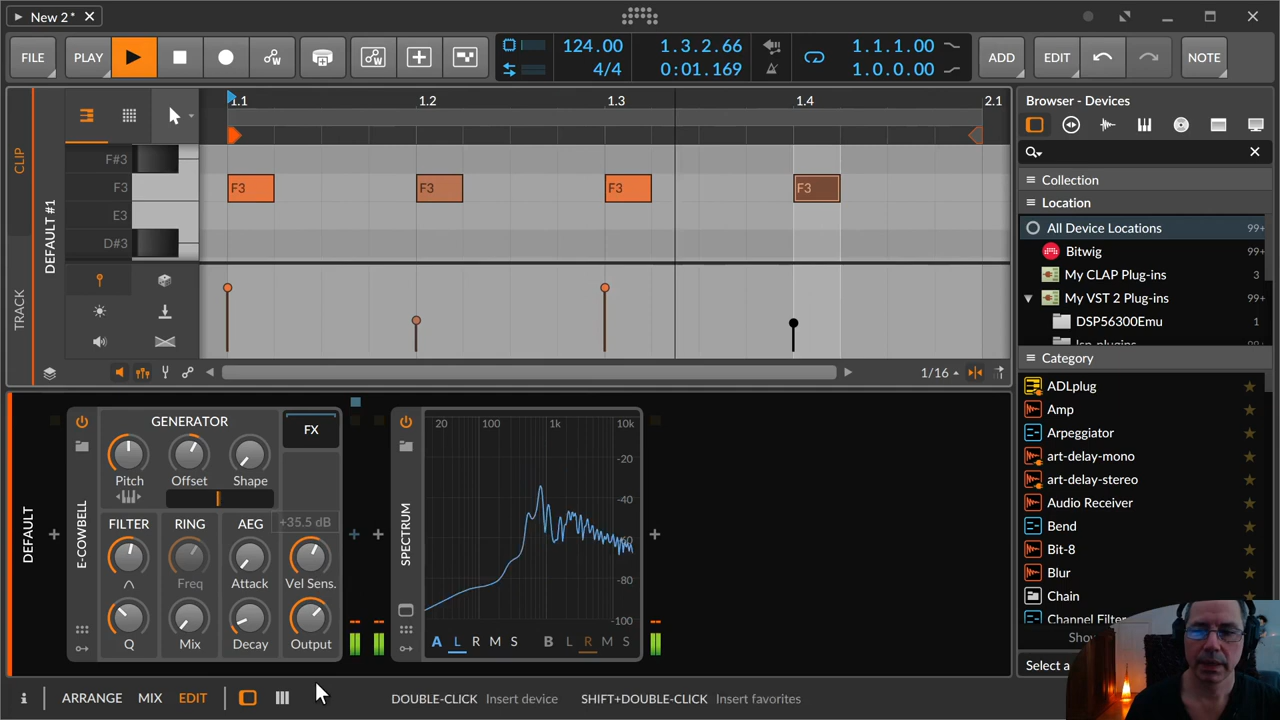 New 2*
FILE
PLAY
124.00
4/4
1.3.2.66
0:01.169
1.1.1.00
1.0.0.00
ADD
EDIT
NOTE
CLIP
TRACK
DEFAULT #1
1.1
1.2
1.3
1.4
2.1
F#3
F3
E3
D#3
F3
F3
F3
F3
1/16
Browser - Devices
Collection
Location
All Device Locations 99+
Bitwig 99+
My CLAP Plug-ins 3
My VST 2 Plug-ins 99+
DSP56300Emu 1
lsp-plugins
Category
ADLplug
Amp
Arpeggiator
art-delay-mono
art-delay-stereo
Audio Receiver
Bend
Bit-8
Blur
Chain
Channel Filter
Select a
DEFAULT
E-COWBELL
GENERATOR
FX
Pitch
Offset
Shape
FILTER
RING
AEG
+35.5 dB
Freq
Attack
Vel Sens.
Q
Mix
Decay
Output
SPECTRUM
20
100
1k
10k
-20
-40
-60
-80
-100
A L R M S
B L R M S
ARRANGE
MIX
EDIT
DOUBLE-CLICK Insert device
SHIFT+DOUBLE-CLICK Insert favorites